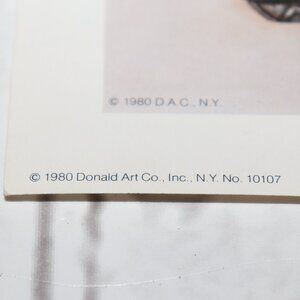 © 1980 D.A.C., N.Y.
© 1980 Donald Art Co., Inc., N.Y. No. 10107